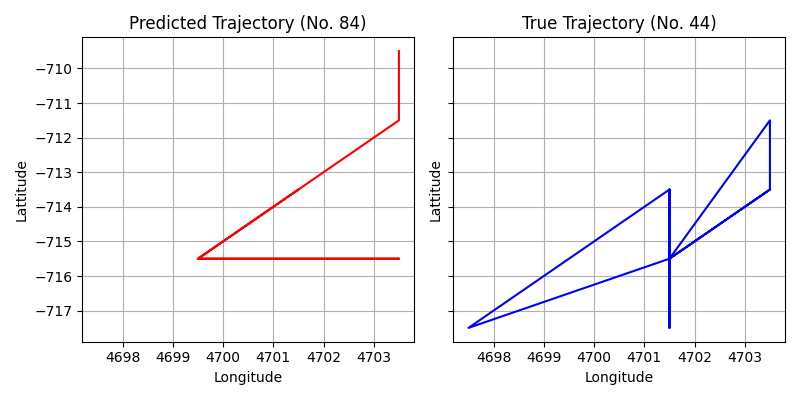 Predicted Trajectory (No. 84)
True Trajectory (No. 44)
Lattitude
−710
−711
−712
−713
−714
−715
−716
−717
4698 4699 4700 4701 4702 4703
Longitude
Lattitude
4698 4699 4700 4701 4702 4703
Longitude